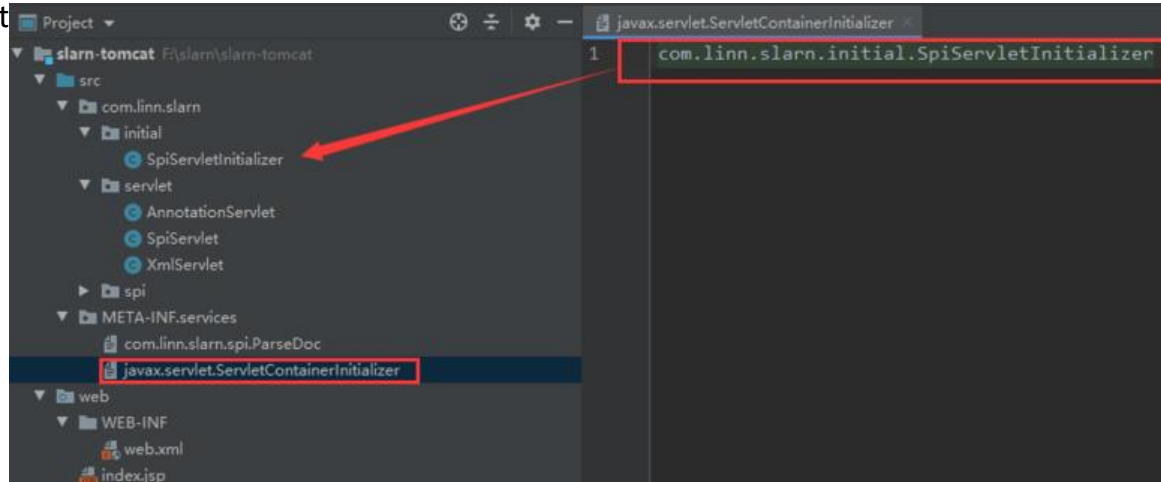 t
Project
javax.servlet.ServletContainerInitializer
slarn-tomcat F:\slarn\slarn-tomcat
1 com.linn.slarn.initial.SpiServletInitializer
src
com.linn.slarn
initial
SpiServletInitializer
servlet
AnnotationServlet
SpiServlet
XmlServlet
spi
META-INF.services
com.linn.slarn.spi.ParseDoc
javax.servlet.ServletContainerInitializer
web
WEB-INF
web.xml
index.jsp